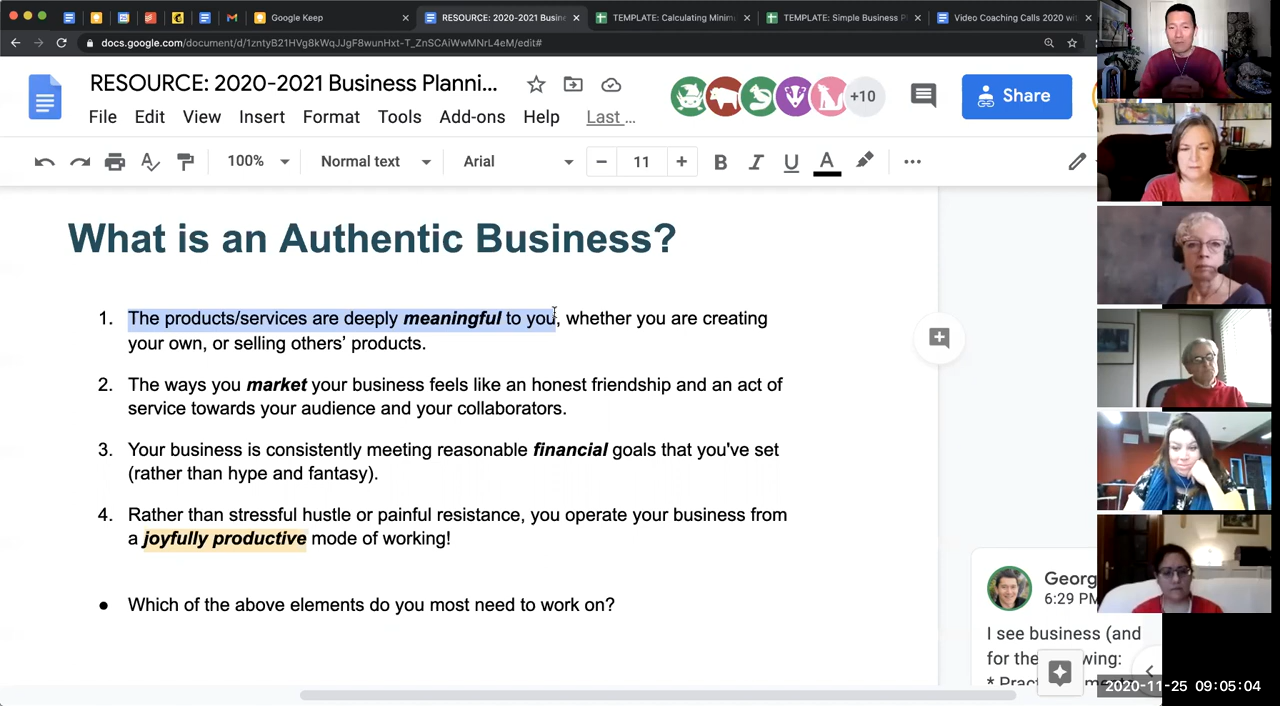 Google Keep
RESOURCE: 2020-2021 Busin
TEMPLATE: Calculating Minim
TEMPLATE: Simple Business P
Video Coaching Calls 2020 wi
docs.google.com/document/d/1zntyB21HVg8kWqJJgF8wunHxt-T_ZnSCAiWwMNrL4eM/edit#
RESOURCE: 2020-2021 Business Planni...
+10
Share
File Edit View Insert Format Tools Add-ons Help Last ...
100% Normal text Arial 11 B I U A
What is an Authentic Business?
1. The products/services are deeply meaningful to you, whether you are creating
your own, or selling others’ products.
2. The ways you market your business feels like an honest friendship and an act of
service towards your audience and your collaborators.
3. Your business is consistently meeting reasonable financial goals that you've set
(rather than hype and fantasy).
4. Rather than stressful hustle or painful resistance, you operate your business from
a joyfully productive mode of working!
● Which of the above elements do you most need to work on?
Georg
6:29 PM
I see business (and
for the wing:
2020-11-25 09:05:04